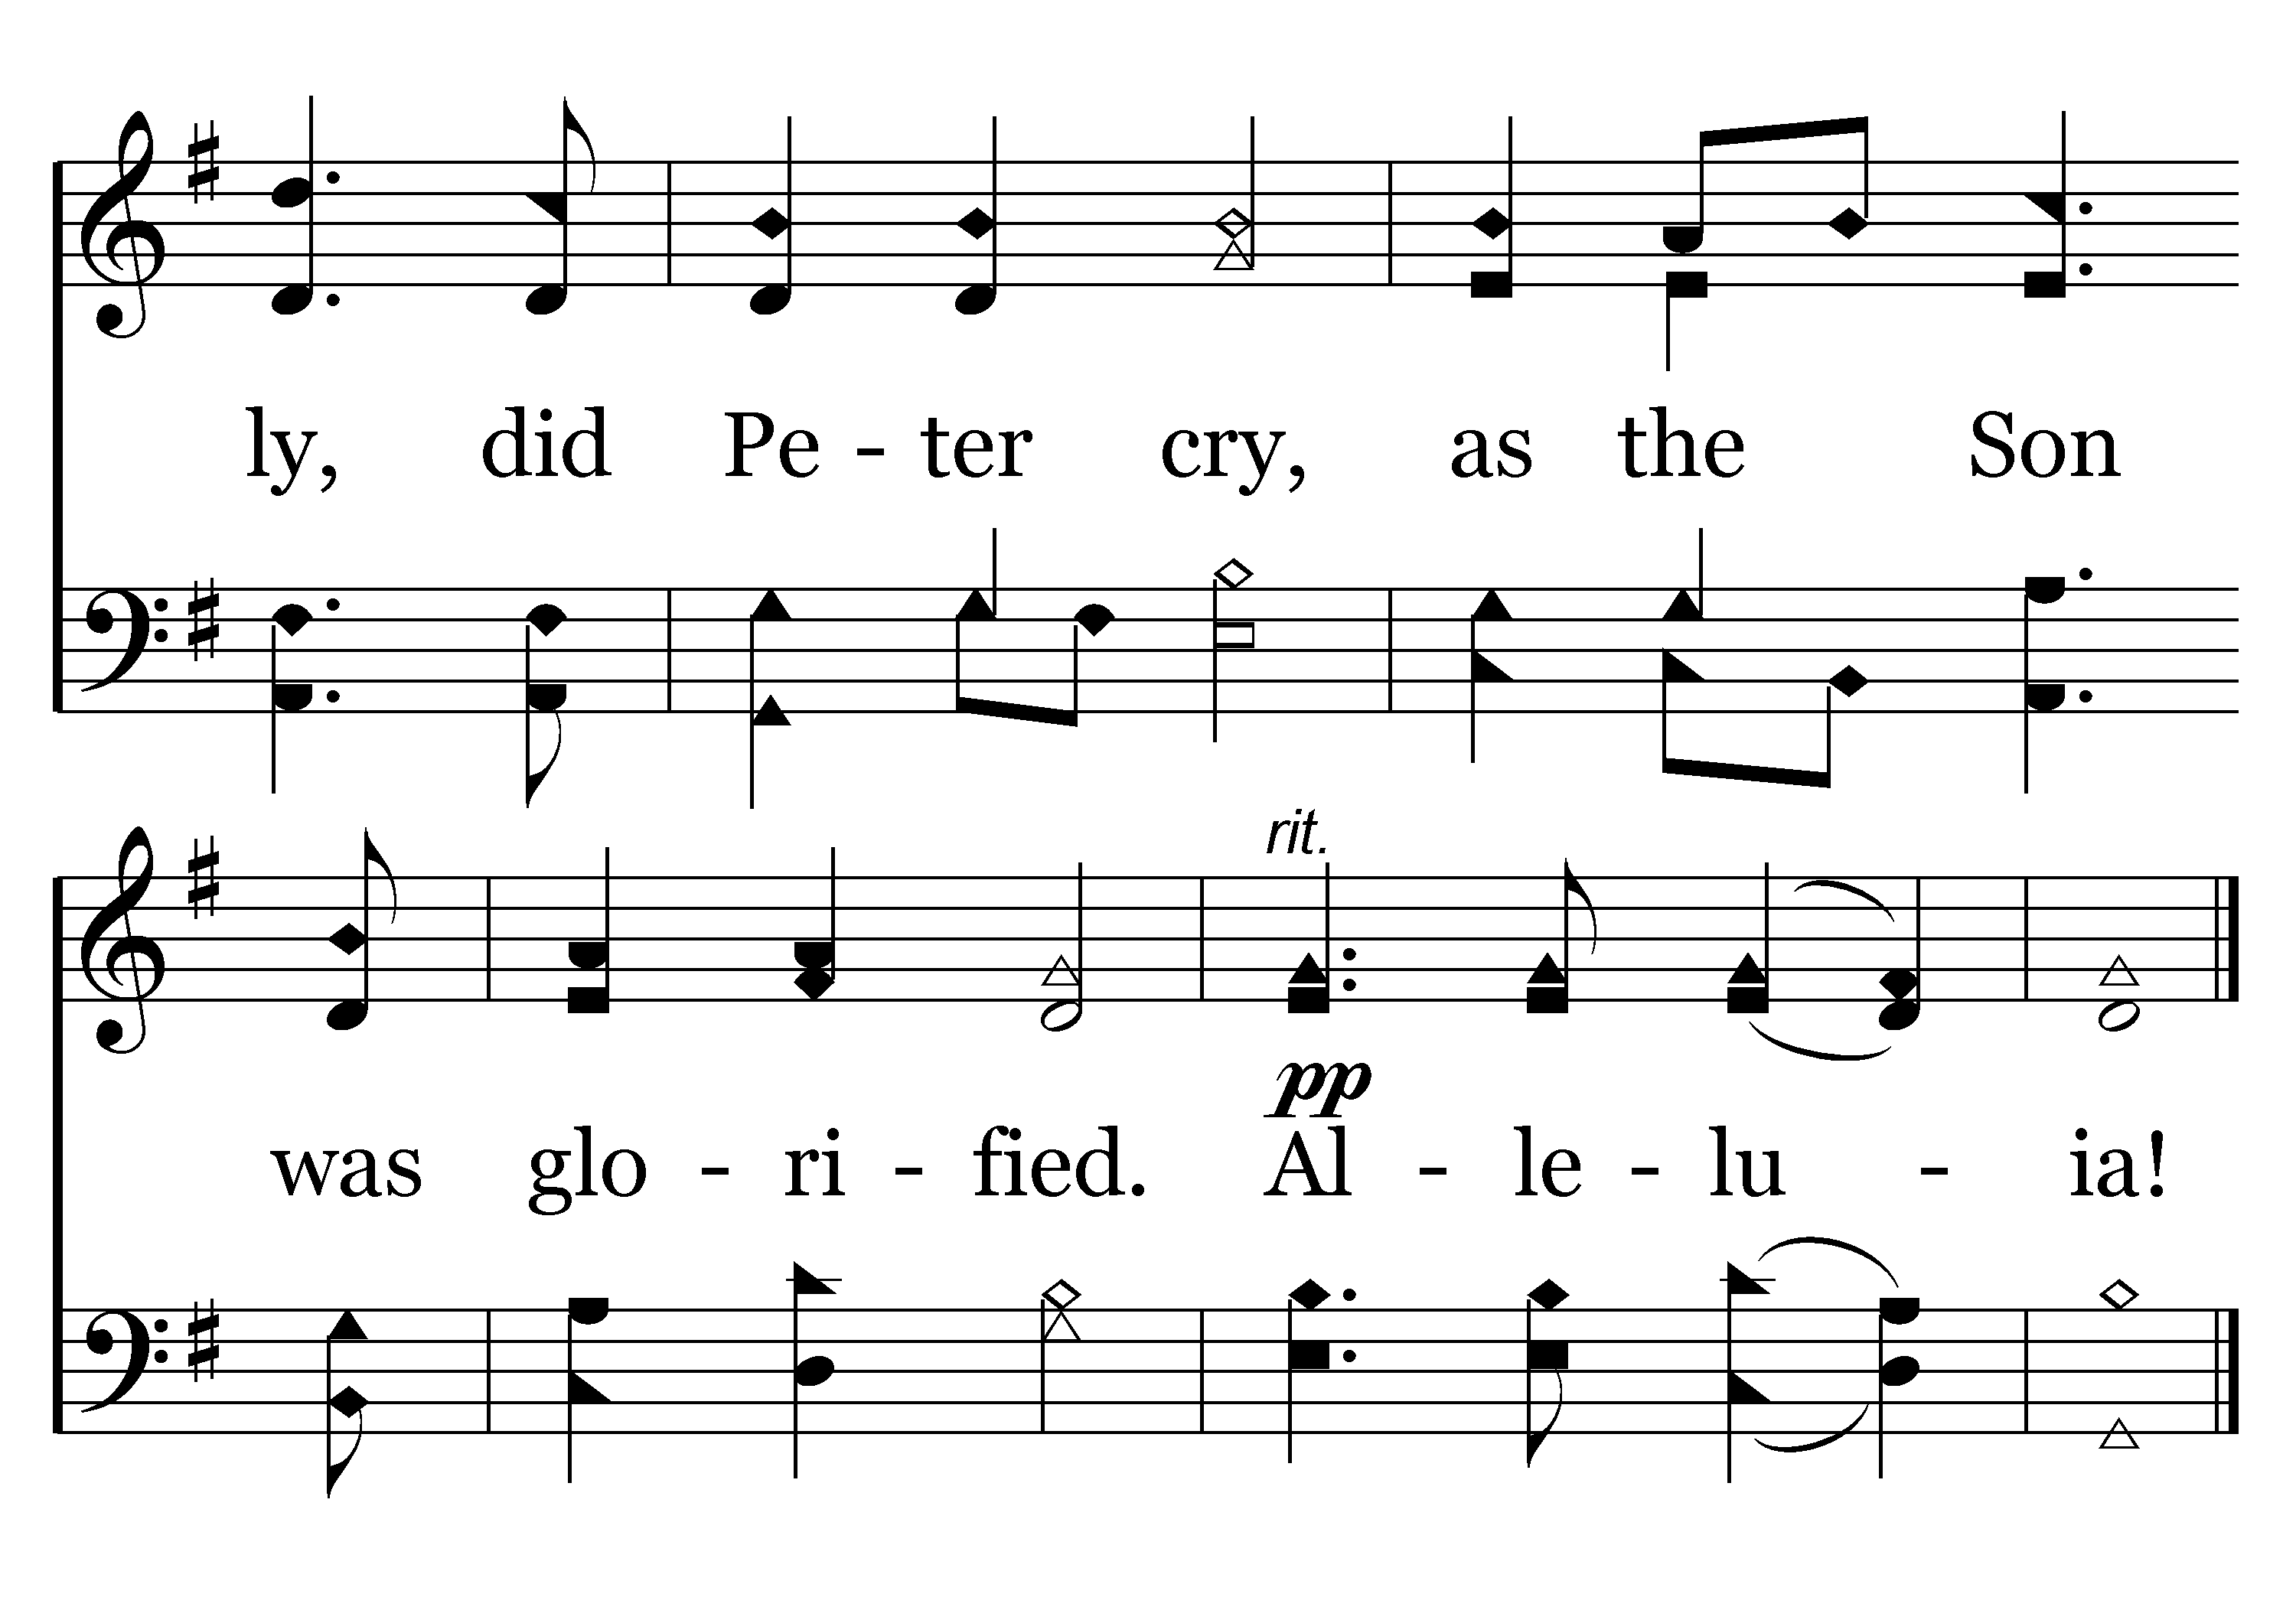 ly, did Pe - ter cry, as the Son
rit.
pp
was glo - ri - fied. Al - le - lu - ia!